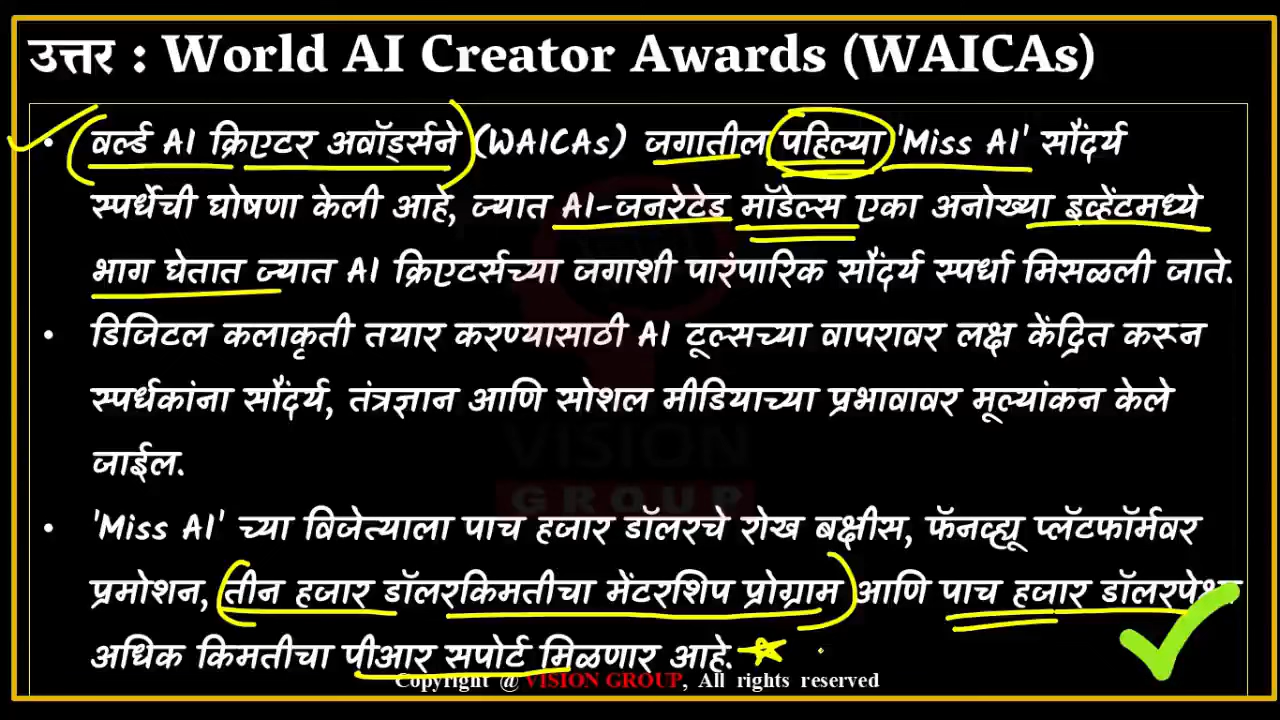 उत्तर : World AI Creator Awards (WAICAs)
• वर्ल्ड AI क्रिएटर अवॉर्ड्सने (WAICAs) जगातील पहिल्या 'Miss AI' सौंदर्य
स्पर्धेची घोषणा केली आहे, ज्यात AI-जनरेटेड मॉडेल्स एका अनोख्या इव्हेंटमध्ये
भाग घेतात ज्यात AI क्रिएटर्सच्या जगाशी पारंपारिक सौंदर्य स्पर्धा मिसळली जाते.
• डिजिटल कलाकृती तयार करण्यासाठी AI टूल्सच्या वापरावर लक्ष केंद्रित करून
स्पर्धकांना सौंदर्य, तंत्रज्ञान आणि सोशल मीडियाच्या प्रभावावर मूल्यांकन केले
जाईल.
• 'Miss AI' च्या विजेत्याला पाच हजार डॉलरचे रोख बक्षीस, फॅनव्ह्यू प्लॅटफॉर्मवर
प्रमोशन, तीन हजार डॉलरकिमतीचा मेंटरशिप प्रोग्राम आणि पाच हजार डॉलरपेक्षा
अधिक किमतीचा पीआर सपोर्ट मिळणार आहे.
VISION
GROUP
Copyright @ VISION GROUP, All rights reserved